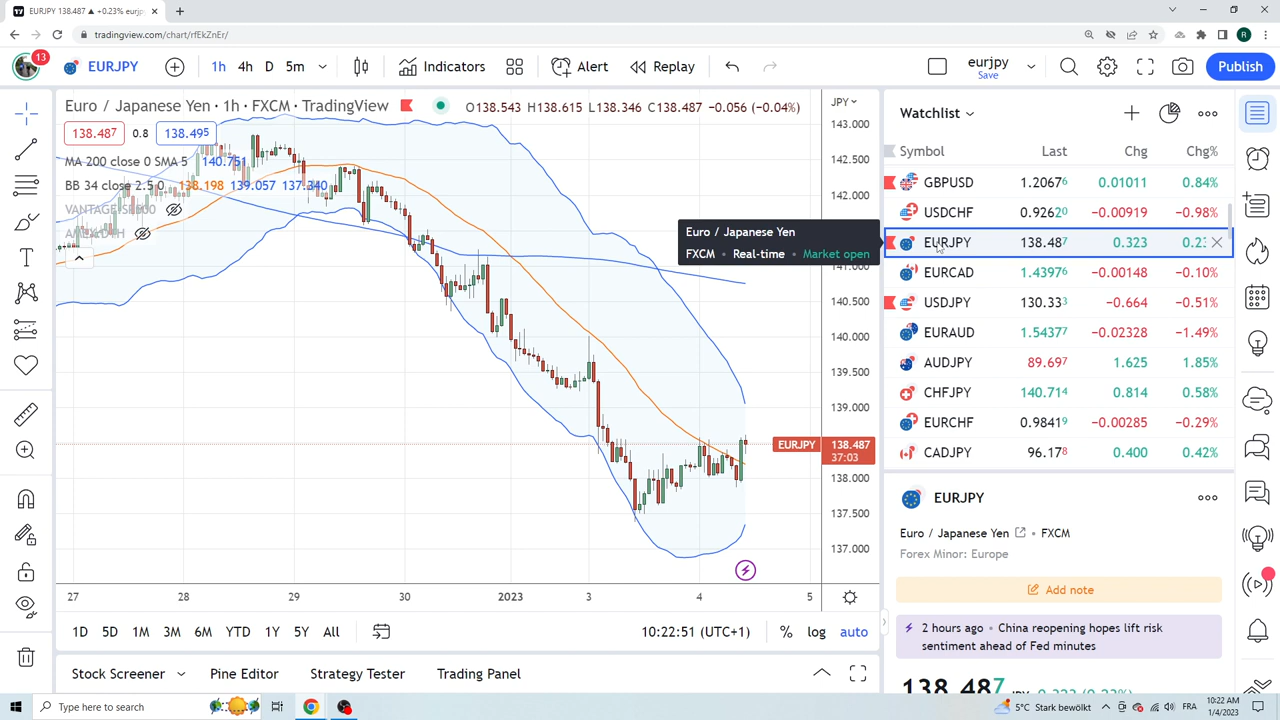 EURJPY 138.487 ▲ +0.23% eurjp
tradingview.com/chart/rfEkZnEr/
R
13
EURJPY
1h 4h D 5m
Indicators
Alert
Replay
eurjpy
Save
Publish
Euro / Japanese Yen · 1h · FXCM · TradingView
O138.543 H138.615 L138.346 C138.487 −0.056 (−0.04%)
138.487 0.8 138.495
MA 200 close 0 SMA 5 140.751
BB 34 close 2.5 0 138.198 139.057 137.340
JPY
143.000
142.500
142.000
141.000
140.500
140.000
139.500
139.000
EURJPY 138.487
37:03
138.000
137.500
137.000
Euro / Japanese Yen
FXCM • Real-time • Market open
27 28 29 30 2023 3 4 5
1D 5D 1M 3M 6M YTD 1Y 5Y All
10:22:51 (UTC+1) % log auto
Stock Screener Pine Editor Strategy Tester Trading Panel
Watchlist
Symbol Last Chg Chg%
GBPUSD 1.20676 0.01011 0.84%
USDCHF 0.92620 −0.00919 −0.98%
EURJPY 138.487 0.323 0.23
EURCAD 1.43976 −0.00148 −0.10%
USDJPY 130.333 −0.664 −0.51%
EURAUD 1.54377 −0.02328 −1.49%
AUDJPY 89.697 1.625 1.85%
CHFJPY 140.714 0.814 0.58%
EURCHF 0.98419 −0.00285 −0.29%
CADJPY 96.178 0.400 0.42%
EURJPY
Euro / Japanese Yen • FXCM
Forex Minor: Europe
Add note
2 hours ago • China reopening hopes lift risk
sentiment ahead of Fed minutes
138.487 JPY 0.323 (0.23%)
Type here to search
5°C Stark bewölkt
FRA
10:22 AM
1/4/2023